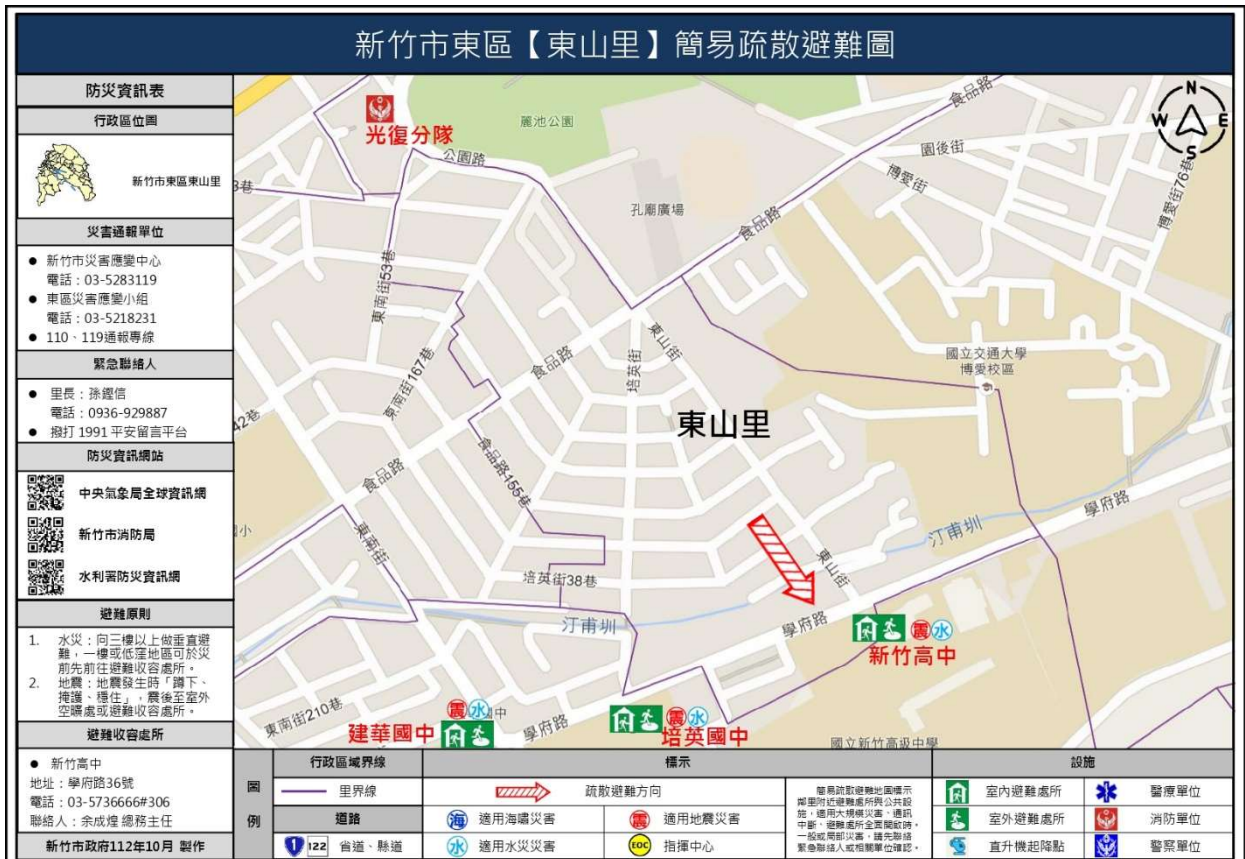 新竹市東區【東山里】簡易疏散避難圖
防災資訊表
行政區位圖
新竹市東區東山里
災害通報單位
● 新竹市災害應變中心
電話：03-5283119
● 東區災害應變小組
電話：03-5218231
● 110、119通報專線
緊急聯絡人
● 里長：孫鏗信
電話：0936-929887
● 撥打 1991 平安留言平台
防災資訊網站
中央氣象局全球資訊網
新竹市消防局
水利署防災資訊網
避難原則
1. 水災：向三樓以上做垂直避
難，一樓或低窪地區可於災
前先前往避難收容處所。
2. 地震：地震發生時「蹲下、
掩護、穩住」，震後至室外
空曠處或避難收容處所。
避難收容處所
● 新竹高中
地址：學府路36號
電話：03-5736666#306
聯絡人：余成煌 總務主任
新竹市政府112年10月 製作
光復分隊
麗池公園
公園路
食品路
園後街
博愛街
博愛街76巷
N
W E
S
3巷
孔廟廣場
食品路
東南街53巷
東山街
培英街
食品路
國立交通大學
博愛校區
東南街167巷
42巷
東山里
食品路
食品路155巷
學府路
國小
東南街
汀甫圳
培英街38巷
東山街
汀甫圳
學府路
震 水
新竹高中
東南街210巷
震 水 中
建華國中
學府路
震 水
培英國中
國立新竹高級中學
圖例
行政區域界線
里界線
道路
1 122 省道、縣道
標示
疏散避難方向
海 適用海嘯災害
震 適用地震災害
水 適用水災災害
EOC 指揮中心
簡易疏散避難地圖標示
鄰里附近避難處所與公共設
施，適用大規模災害、通訊
中斷、避難處所全面開啟時。
一般或局部災害，請先聯絡
緊急聯絡人或相關單位確認。
設施
室內避難處所
醫療單位
室外避難處所
消防單位
直升機起降點
警察單位